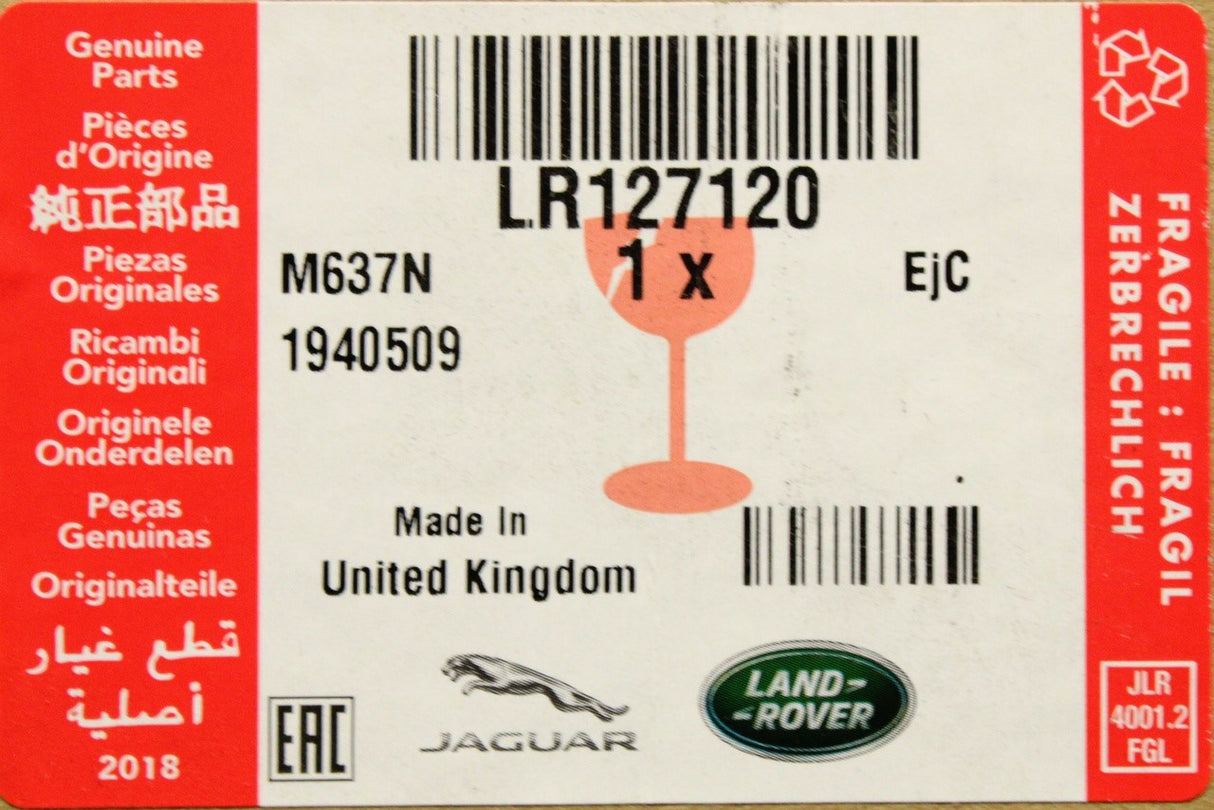 Genuine
Parts
Pièces
d'Origine
純正部品
Piezas
Originales
Ricambi
Originali
Originele
Onderdelen
Peças
Genuinas
Originalteile
قطع غيار
أصلية
2018
LR127120
1 x
M637N
EjC
1940509
Made In
United Kingdom
EAC
JAGUAR
LAND-
-ROVER
FRAGILE : FRAGIL
ZERBRECHLICH
JLR
4001.2
FGL